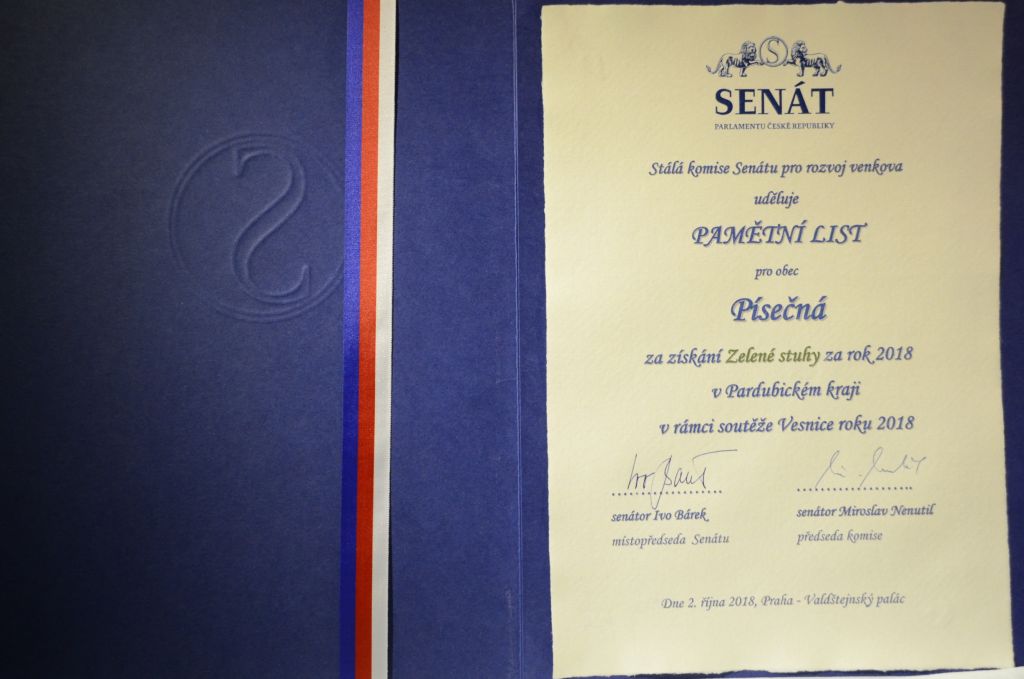 S
SENÁT
PARLAMENTU ČESKÉ REPUBLIKY
Stálá komise Senátu pro rozvoj venkova
uděluje
PAMĚTNÍ LIST
pro obec
Písečná
za získání Zelené stuhy za rok 2018
v Pardubickém kraji
v rámci soutěže Vesnice roku 2018
senátor Ivo Bárek
místopředseda Senátu
senátor Miroslav Nenutil
předseda komise
Dne 2. října 2018, Praha - Valdštejnský palác